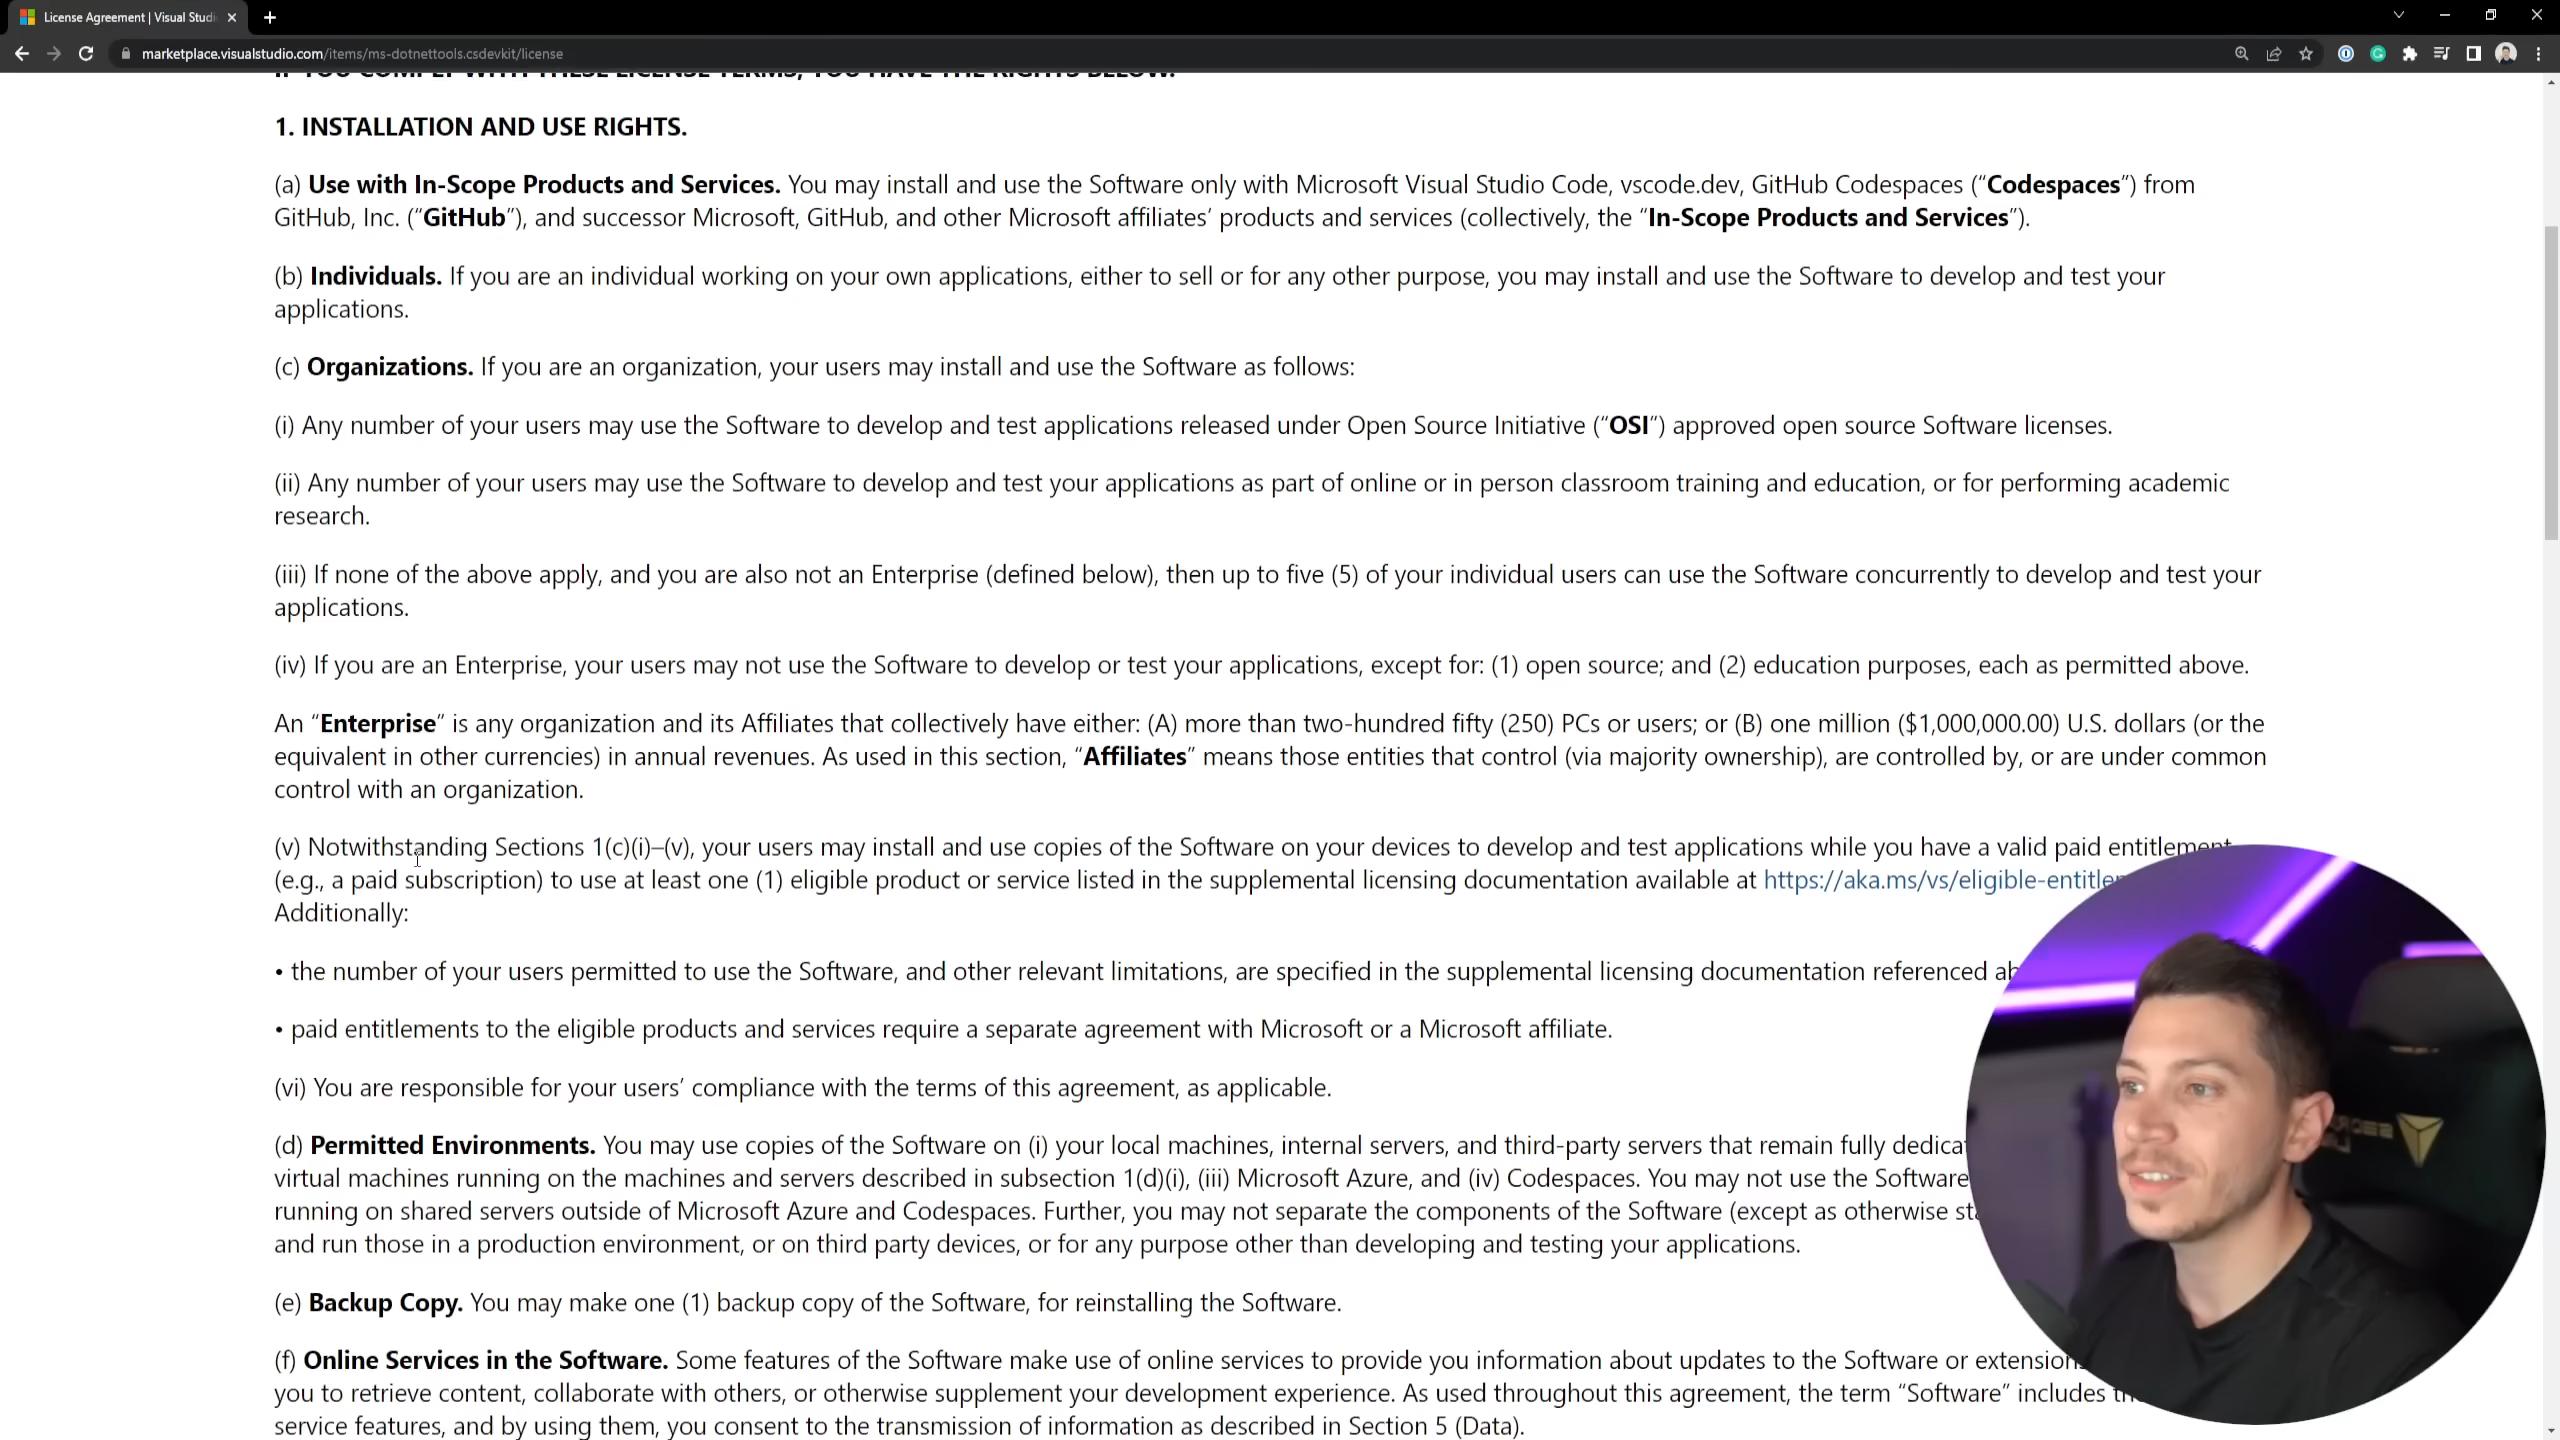 License Agreement | Visual Studi
marketplace.visualstudio.com/items/ms-dotnettools.csdevkit/license
IF YOU COMPLY WITH THESE LICENSE TERMS, YOU HAVE THE RIGHTS BELOW.
1. INSTALLATION AND USE RIGHTS.
(a) Use with In-Scope Products and Services. You may install and use the Software only with Microsoft Visual Studio Code, vscode.dev, GitHub Codespaces (“Codespaces”) from
GitHub, Inc. (“GitHub”), and successor Microsoft, GitHub, and other Microsoft affiliates’ products and services (collectively, the “In-Scope Products and Services”).
(b) Individuals. If you are an individual working on your own applications, either to sell or for any other purpose, you may install and use the Software to develop and test your
applications.
(c) Organizations. If you are an organization, your users may install and use the Software as follows:
(i) Any number of your users may use the Software to develop and test applications released under Open Source Initiative (“OSI”) approved open source Software licenses.
(ii) Any number of your users may use the Software to develop and test your applications as part of online or in person classroom training and education, or for performing academic
research.
(iii) If none of the above apply, and you are also not an Enterprise (defined below), then up to five (5) of your individual users can use the Software concurrently to develop and test your
applications.
(iv) If you are an Enterprise, your users may not use the Software to develop or test your applications, except for: (1) open source; and (2) education purposes, each as permitted above.
An “Enterprise” is any organization and its Affiliates that collectively have either: (A) more than two-hundred fifty (250) PCs or users; or (B) one million ($1,000,000.00) U.S. dollars (or the
equivalent in other currencies) in annual revenues. As used in this section, “Affiliates” means those entities that control (via majority ownership), are controlled by, or are under common
control with an organization.
(v) Notwithstanding Sections 1(c)(i)–(v), your users may install and use copies of the Software on your devices to develop and test applications while you have a valid paid entitlement
(e.g., a paid subscription) to use at least one (1) eligible product or service listed in the supplemental licensing documentation available at https://aka.ms/vs/eligible-entitle
Additionally:
• the number of your users permitted to use the Software, and other relevant limitations, are specified in the supplemental licensing documentation referenced ab
• paid entitlements to the eligible products and services require a separate agreement with Microsoft or a Microsoft affiliate.
(vi) You are responsible for your users’ compliance with the terms of this agreement, as applicable.
(d) Permitted Environments. You may use copies of the Software on (i) your local machines, internal servers, and third-party servers that remain fully dedicat
virtual machines running on the machines and servers described in subsection 1(d)(i), (iii) Microsoft Azure, and (iv) Codespaces. You may not use the Software
running on shared servers outside of Microsoft Azure and Codespaces. Further, you may not separate the components of the Software (except as otherwise sta
and run those in a production environment, or on third party devices, or for any purpose other than developing and testing your applications.
(e) Backup Copy. You may make one (1) backup copy of the Software, for reinstalling the Software.
(f) Online Services in the Software. Some features of the Software make use of online services to provide you information about updates to the Software or extension
you to retrieve content, collaborate with others, or otherwise supplement your development experience. As used throughout this agreement, the term “Software” includes th
service features, and by using them, you consent to the transmission of information as described in Section 5 (Data).